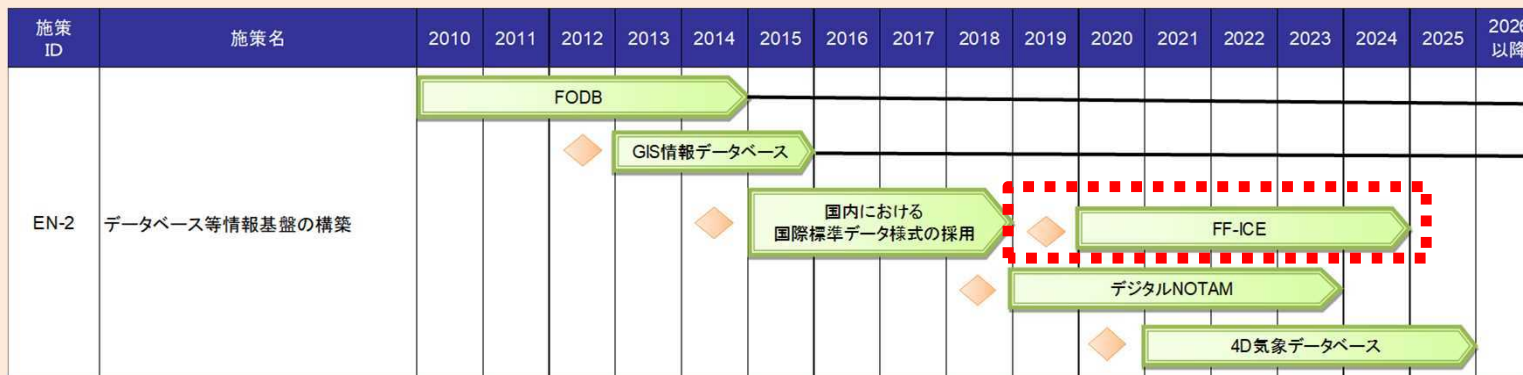 施策
ID
施策名
2010
2011
2012
2013
2014
2015
2016
2017
2018
2019
2020
2021
2022
2023
2024
2025
2026
以降
EN-2
データベース等情報基盤の構築
FODB
GIS情報データベース
国内における
国際標準データ様式の採用
FF-ICE
デジタルNOTAM
4D気象データベース